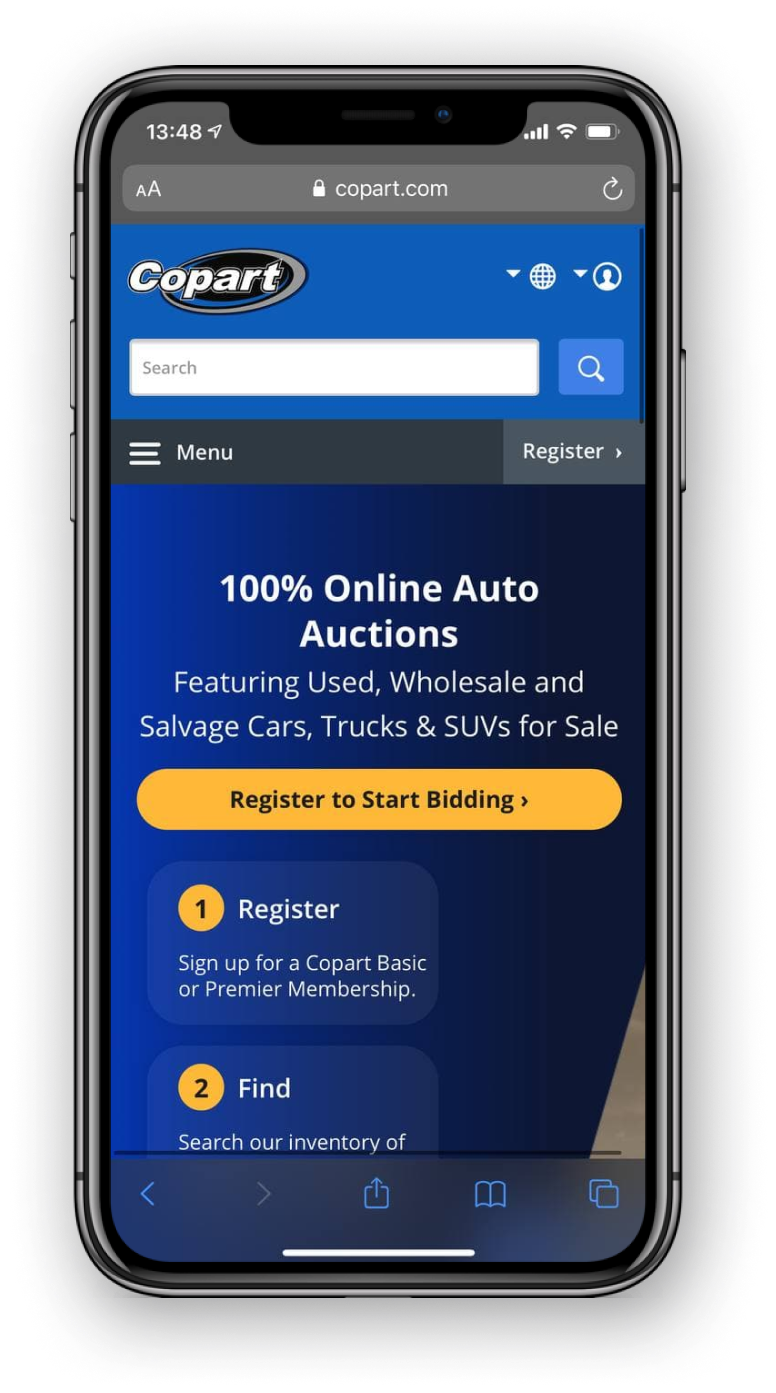 13:48
AA copart.com
Copart
Search
Menu
Register ›
100% Online Auto
Auctions
Featuring Used, Wholesale and
Salvage Cars, Trucks & SUVs for Sale
Register to Start Bidding ›
1 Register
Sign up for a Copart Basic
or Premier Membership.
2 Find
Search our inventory of